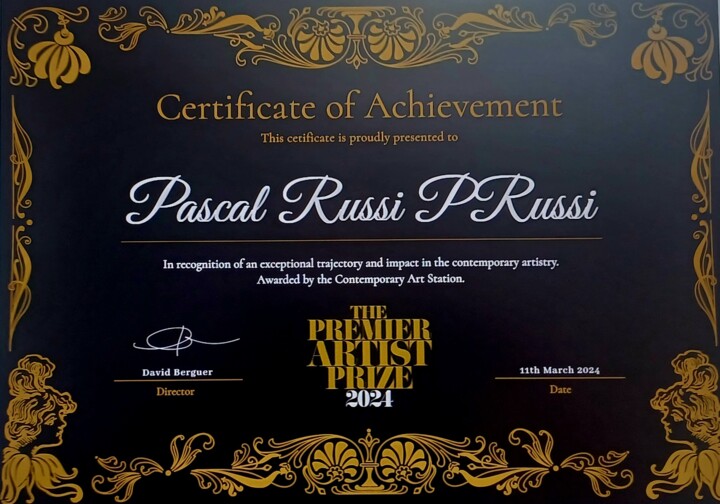 Certificate of Achievement
This cetificate is proudly presented to
Pascal Russi PRussi
In recognition of an exceptional trajectory and impact in the contemporary artistry.
Awarded by the Contemporary Art Station.
THE
PREMIER
ARTIST
PRIZE
2024
David Berguer
Director
11th March 2024
Date